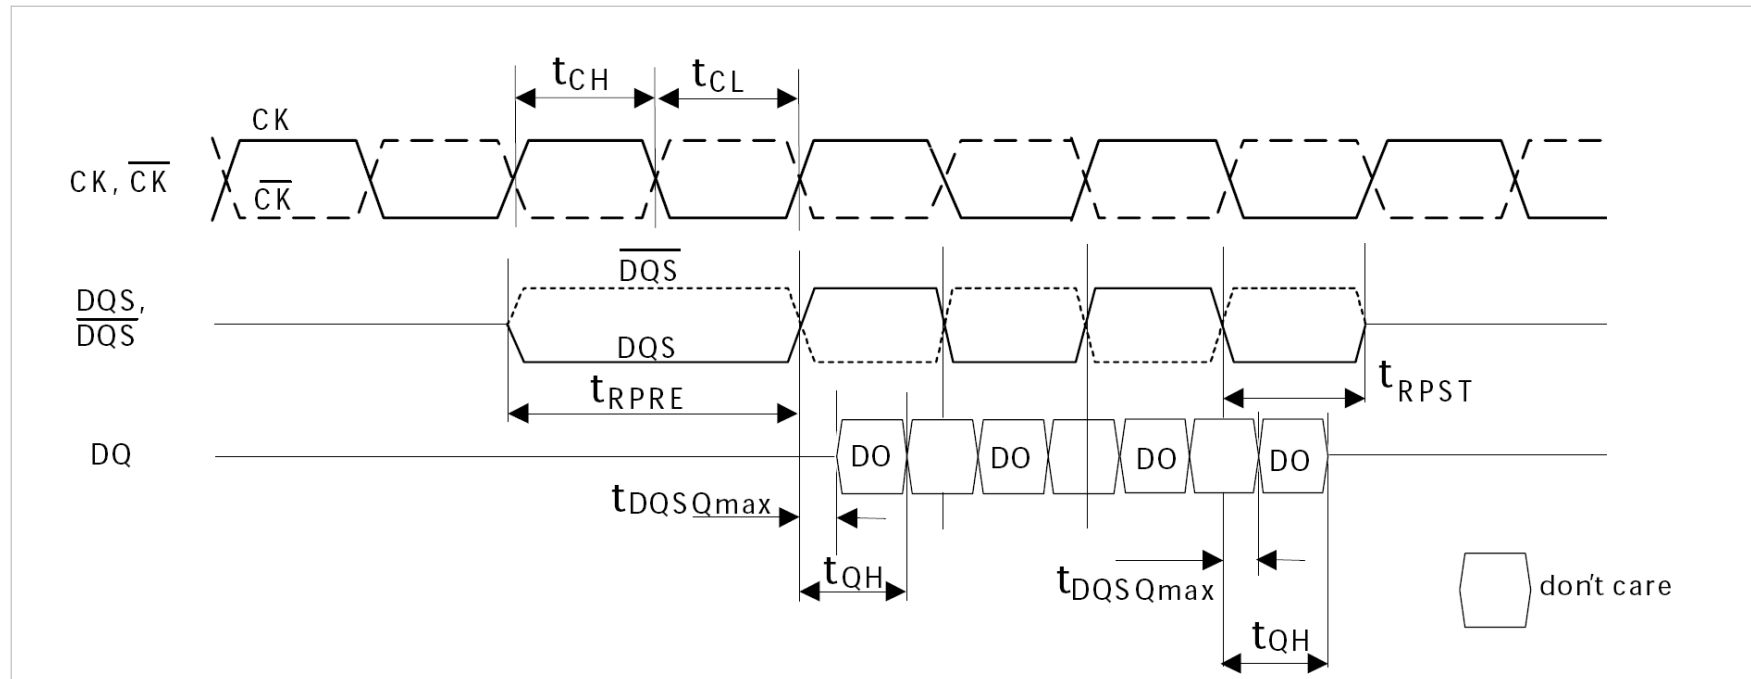 tCH
tCL
CK
CK, CK
CK
DQS
DQS,
DQS
DQS
tRPRE
tRPST
DQ
DO
DO
DO
DO
tDQSQmax
tQH
tDQSQmax
don't care
tQH